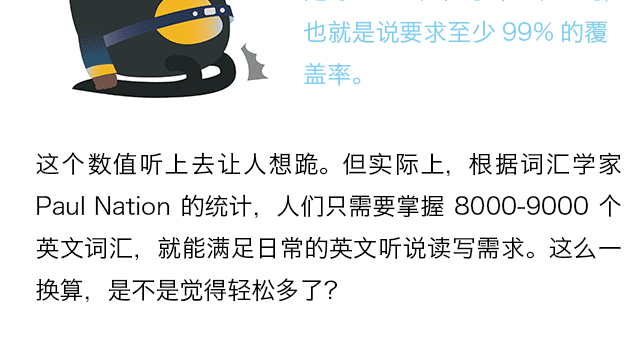 也就是说要求至少 99% 的覆
盖率。
这个数值听上去让人想跪。但实际上，根据词汇学家
Paul Nation 的统计，人们只需要掌握 8000-9000 个
英文词汇，就能满足日常的英文听说读写需求。这么一
换算，是不是觉得轻松多了？